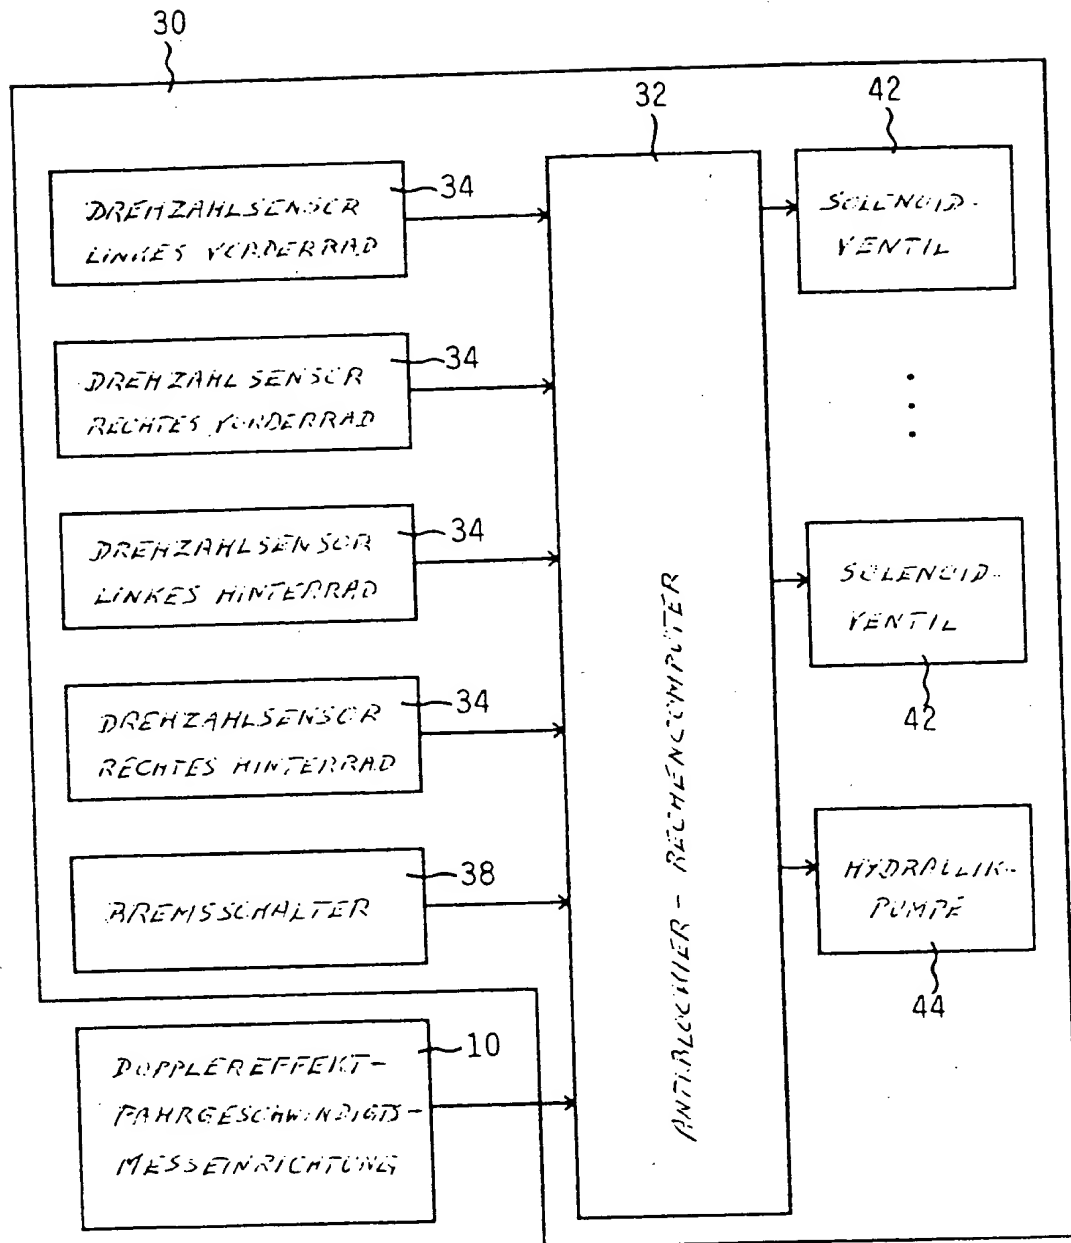 30
32
42
DREHZAHLSENSOR
LINKES VORDERRAD
34
SOLENOID-
VENTIL
DREHZAHLSENSOR
RECHTES VORDERRAD
34
DREHZAHLSENSOR
LINKES HINTERRAD
34
SOLENOID-
VENTIL
42
DREHZAHLSENSOR
RECHTES HINTERRAD
34
ANTIBLOCKIER-RECHENCOMPUTER
BREMSSCHALTER
38
HYDRAULIK-
PUMPE
44
DOPPLEREFFEKT-
FAHRGESCHWINDIGTS-
MESSEINRICHTUNG
10